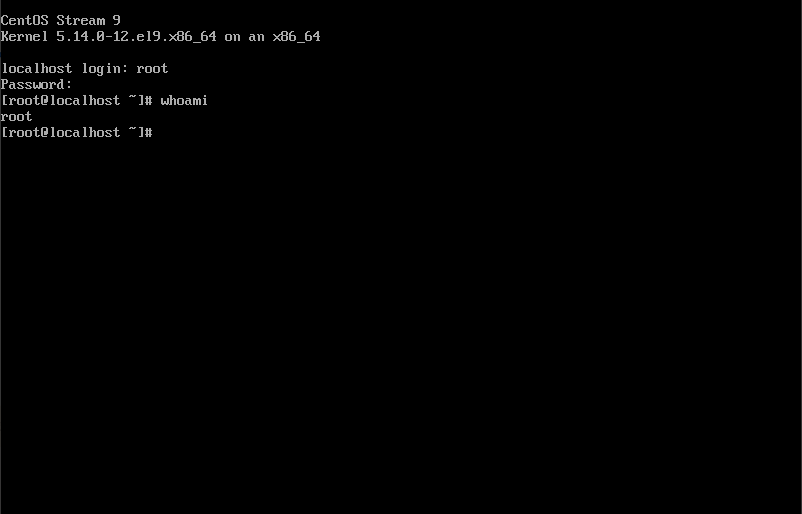 CentOS Stream 9
Kernel 5.14.0-12.el9.x86_64 on an x86_64
localhost login: root
Password:
[root@localhost ~]# whoami
root
[root@localhost ~]#